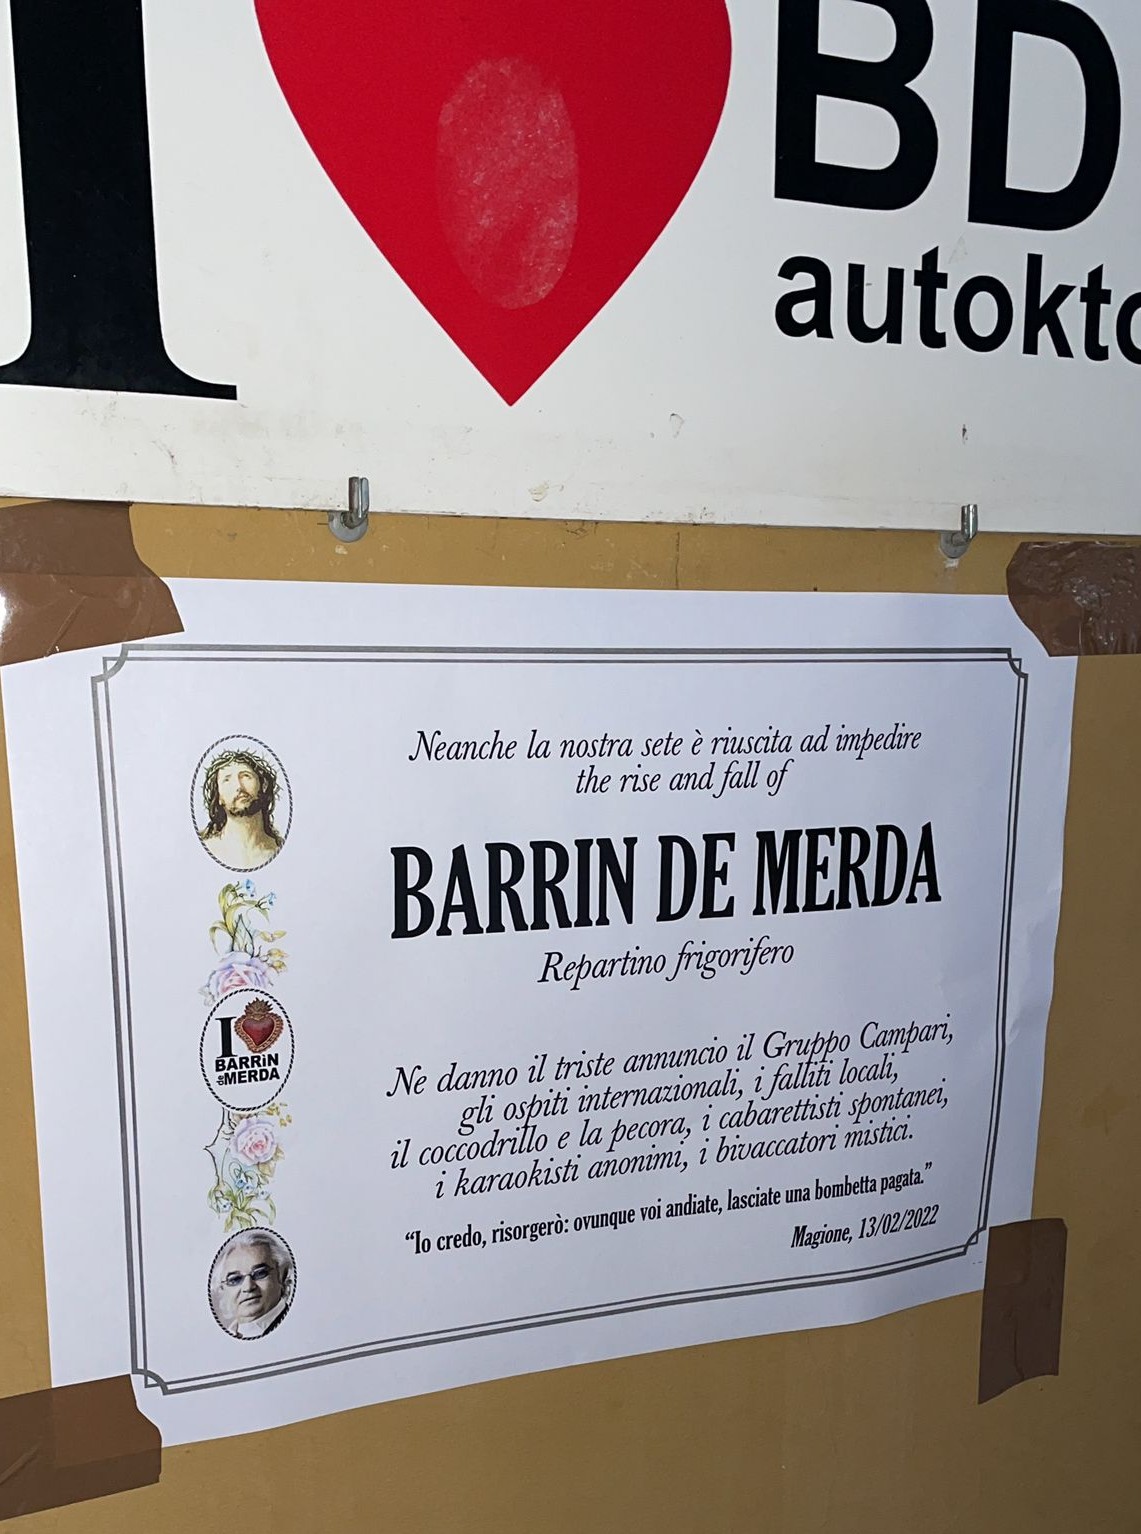 I BD
autokto
Neanche la nostra sete è riuscita ad impedire
the rise and fall of
BARRIN DE MERDA
Repartino frigorifero
I
BARRiN
de MERDA
Ne danno il triste annuncio il Gruppo Campari,
gli ospiti internazionali, i falliti locali,
il coccodrillo e la pecora, i cabarettisti spontanei,
i karaokisti anonimi, i bivaccatori mistici.
“Io credo, risorgerò: ovunque voi andiate, lasciate una bombetta pagata.”
Magione, 13/02/2022